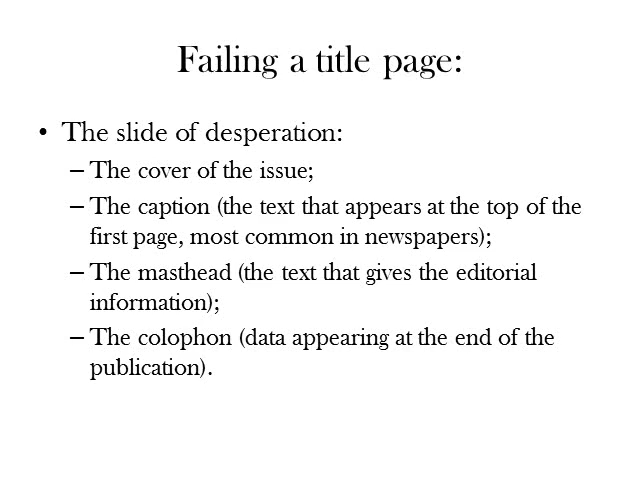 Failing a title page:
• The slide of desperation:
– The cover of the issue;
– The caption (the text that appears at the top of the
first page, most common in newspapers);
– The masthead (the text that gives the editorial
information);
– The colophon (data appearing at the end of the
publication).